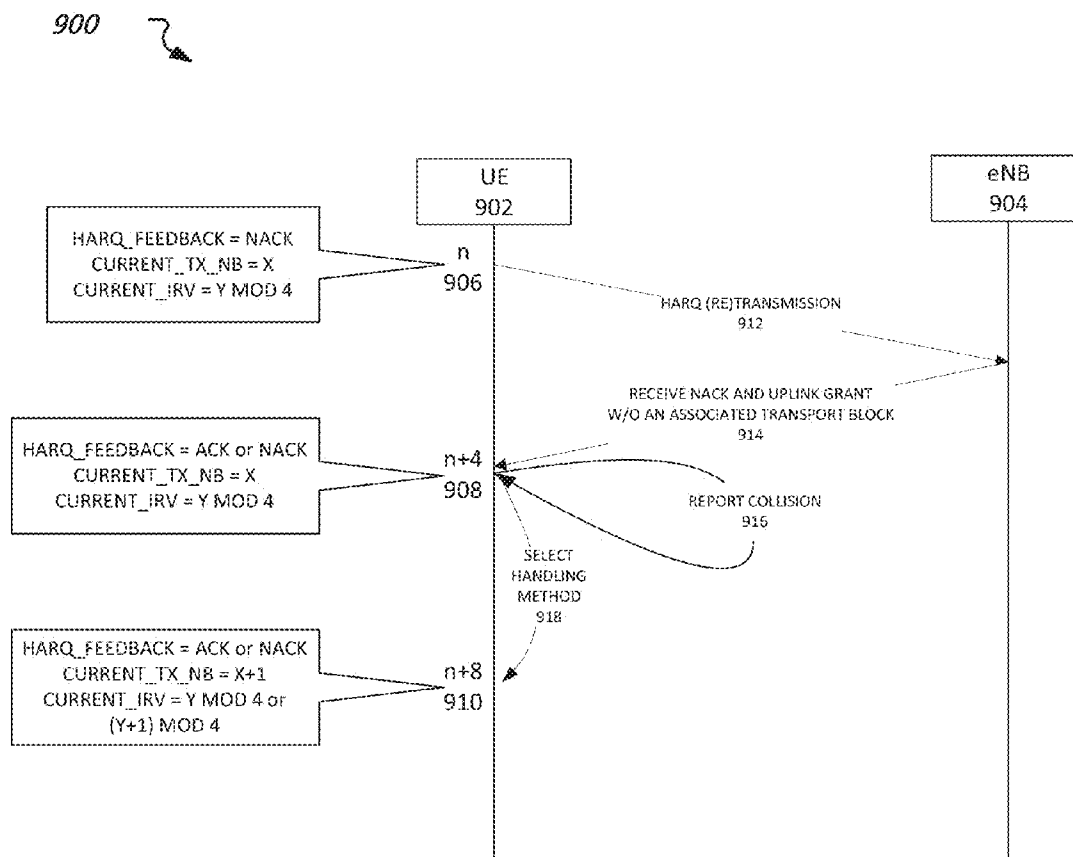 900
UE
902
eNB
904
HARQ_FEEDBACK = NACK
CURRENT_TX_NB = X
CURRENT_IRV = Y MOD 4
n
906
HARQ (RE)TRANSMISSION
912
RECEIVE NACK AND UPLINK GRANT
W/O AN ASSOCIATED TRANSPORT BLOCK
914
HARQ_FEEDBACK = ACK or NACK
CURRENT_TX_NB = X
CURRENT_IRV = Y MOD 4
n+4
908
REPORT COLLISION
916
SELECT
HANDLING
METHOD
918
HARQ_FEEDBACK = ACK or NACK
CURRENT_TX_NB = X+1
CURRENT_IRV = Y MOD 4 or
(Y+1) MOD 4
n+8
910